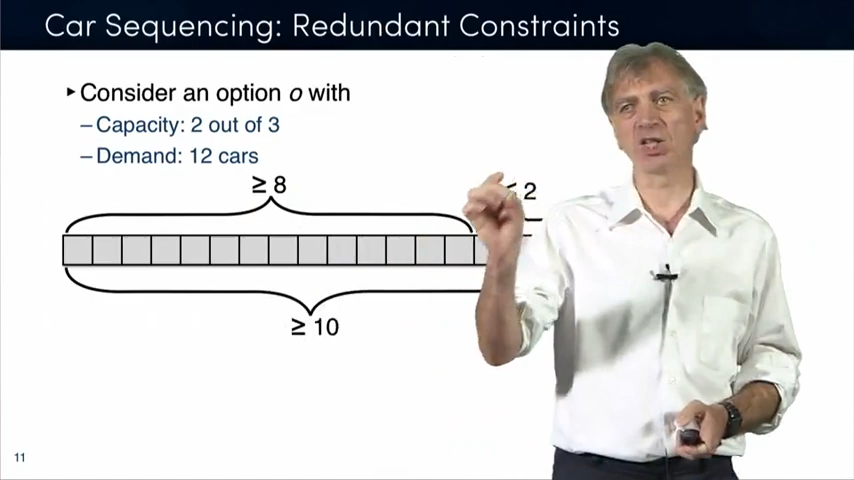 Car Sequencing: Redundant Constraints
▸ Consider an option o with
– Capacity: 2 out of 3
– Demand: 12 cars
≥ 8
≤ 2
≥ 10
11